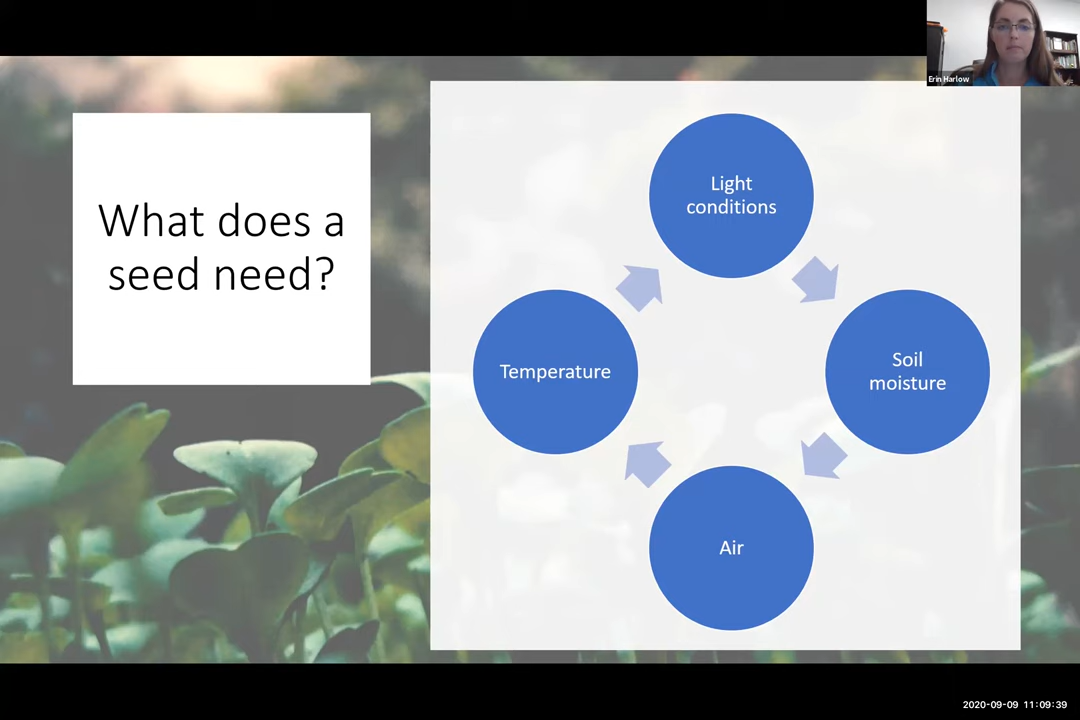 Erin Harlow
What does a
seed need?
Light
conditions
Soil
moisture
Air
Temperature
2020-09-09 11:09:39